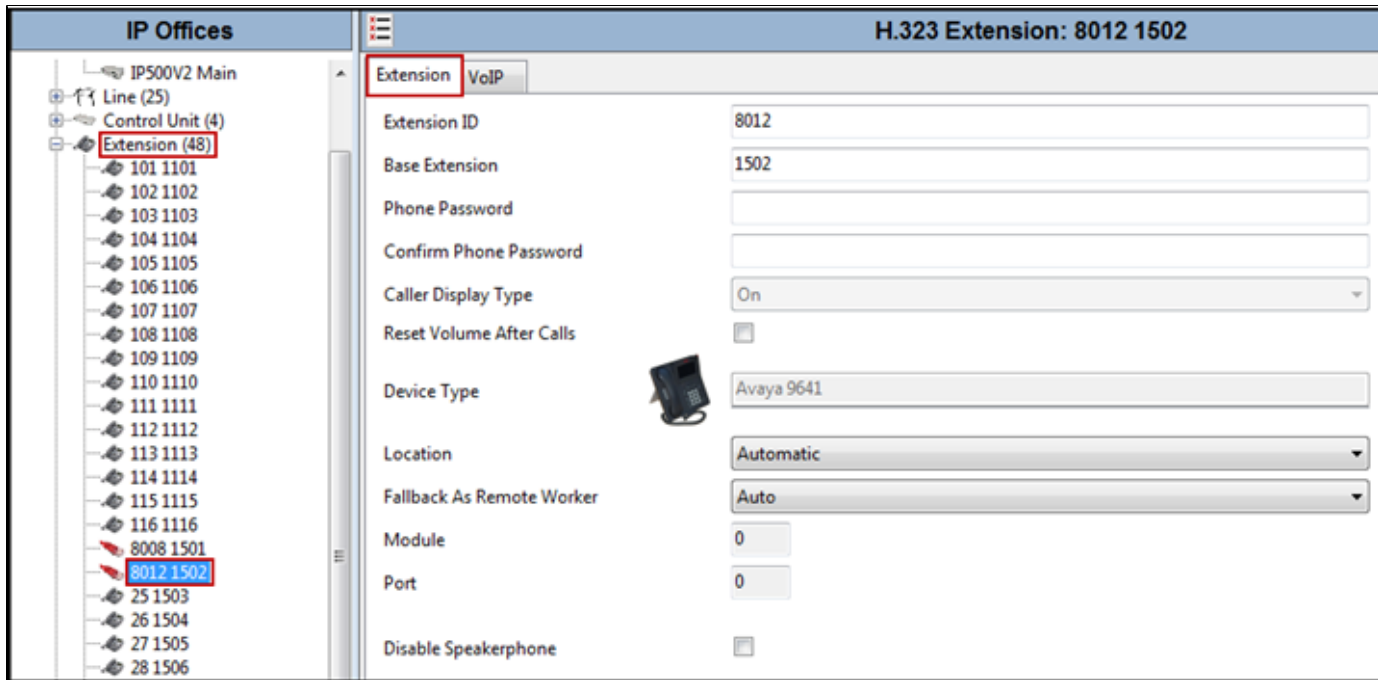 IP Offices
IP500V2 Main
Line (25)
Control Unit (4)
Extension (48)
101 1101
102 1102
103 1103
104 1104
105 1105
106 1106
107 1107
108 1108
109 1109
110 1110
111 1111
112 1112
113 1113
114 1114
115 1115
116 1116
8008 1501
8012 1502
25 1503
26 1504
27 1505
28 1506
H.323 Extension: 8012 1502
Extension VoIP
Extension ID 8012
Base Extension 1502
Phone Password
Confirm Phone Password
Caller Display Type On
Reset Volume After Calls
Device Type Avaya 9641
Location Automatic
Fallback As Remote Worker Auto
Module 0
Port 0
Disable Speakerphone